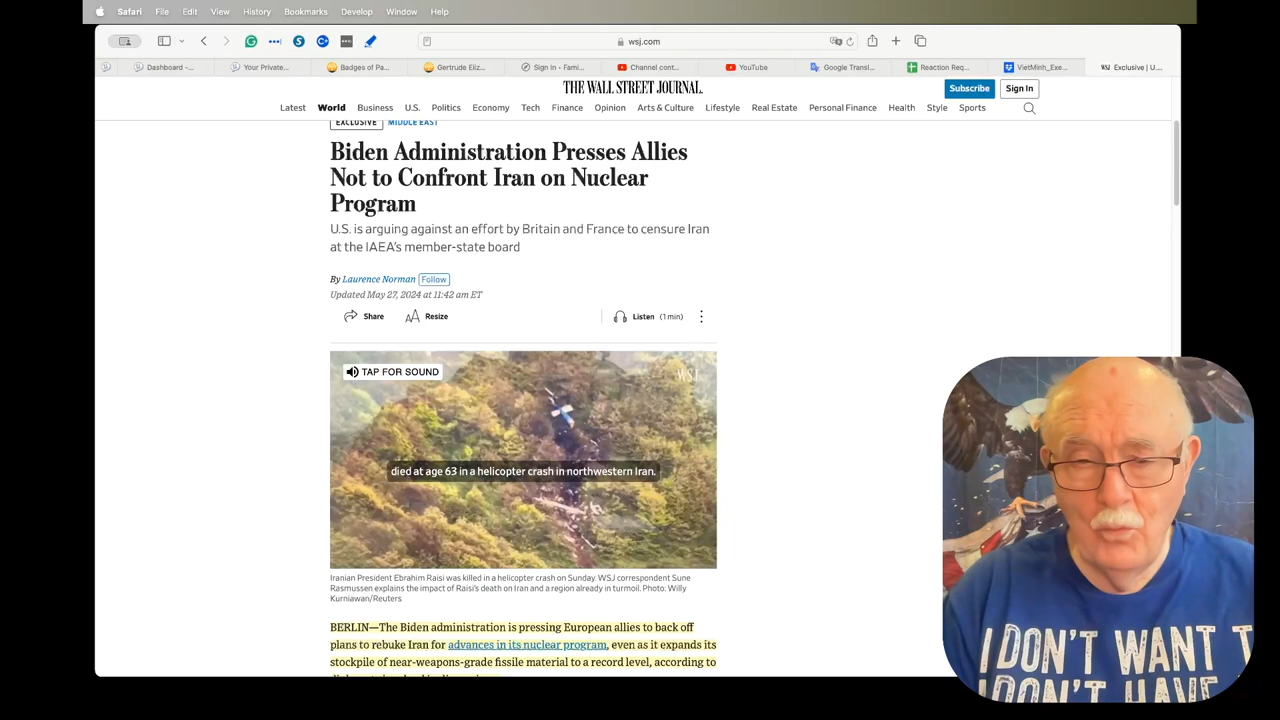 Safari File Edit View History Bookmarks Develop Window Help
wsj.com
Dashboard -... Your Private... Badges of Pa... Gertrude Eliz... Sign In - Fami... Channel cont... YouTube Google Transl... Reaction Req... VietMinh_Exe... WSJ Exclusive | U....
THE WALL STREET JOURNAL.
Subscribe Sign In
Latest World Business U.S. Politics Economy Tech Finance Opinion Arts & Culture Lifestyle Real Estate Personal Finance Health Style Sports
EXCLUSIVE MIDDLE EAST
Biden Administration Presses Allies
Not to Confront Iran on Nuclear
Program
U.S. is arguing against an effort by Britain and France to censure Iran
at the IAEA's member-state board
By Laurence Norman Follow
Updated May 27, 2024 at 11:42 am ET
Share AA Resize Listen (1 min)
TAP FOR SOUND WSJ
died at age 63 in a helicopter crash in northwestern Iran.
Iranian President Ebrahim Raisi was killed in a helicopter crash on Sunday. WSJ correspondent Sune
Rasmussen explains the impact of Raisi's death on Iran and a region already in turmoil. Photo: Willy
Kurniawan/Reuters
BERLIN—The Biden administration is pressing European allies to back off
plans to rebuke Iran for advances in its nuclear program, even as it expands its
stockpile of near-weapons-grade fissile material to a record level, according to
I DON'T WANT T
I DON'T HAVE